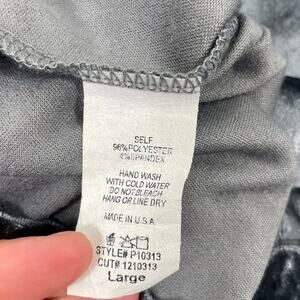 SELF
96%POLYESTER
4%SPANDEX
HAND WASH
WITH COLD WATER
DO NOT BLEACH
HANG OR LINE DRY
MADE IN U.S.A
STYLE# P10313
CUT# 1210313
Large